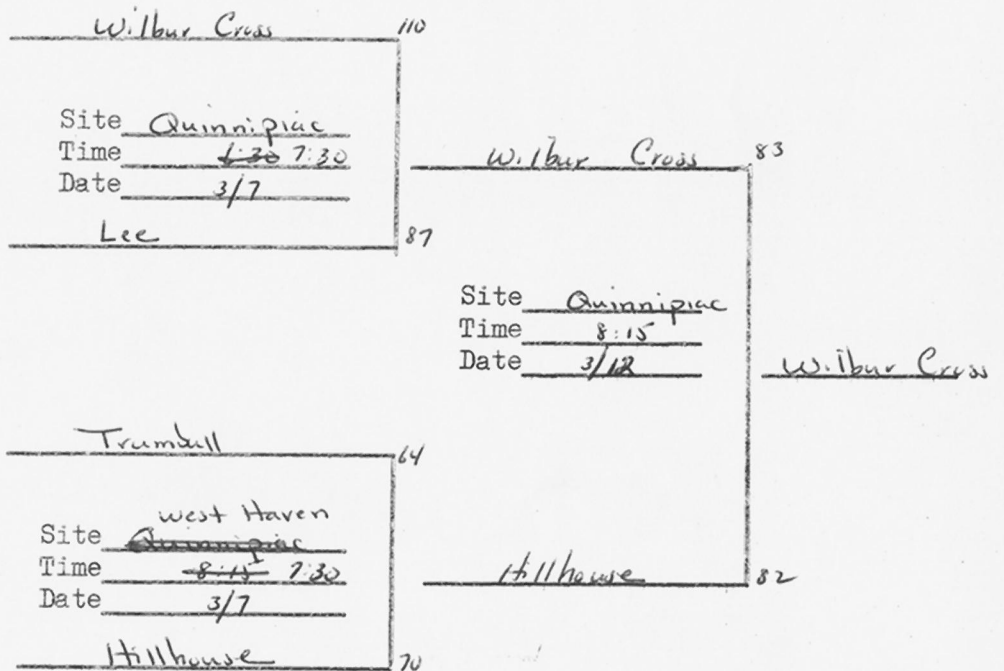 Wilbur Cross 110
Site Quinnipiac
Time 6:30 7:30
Date 3/7
Lee 87
Wilbur Cross 83
Site Quinnipiac
Time 8:15
Date 3/12
Wilbur Cross
Trumbull 64
West Haven
Site Quinnipiac
Time 8:15 7:30
Date 3/7
Hillhouse 70
Hillhouse 82